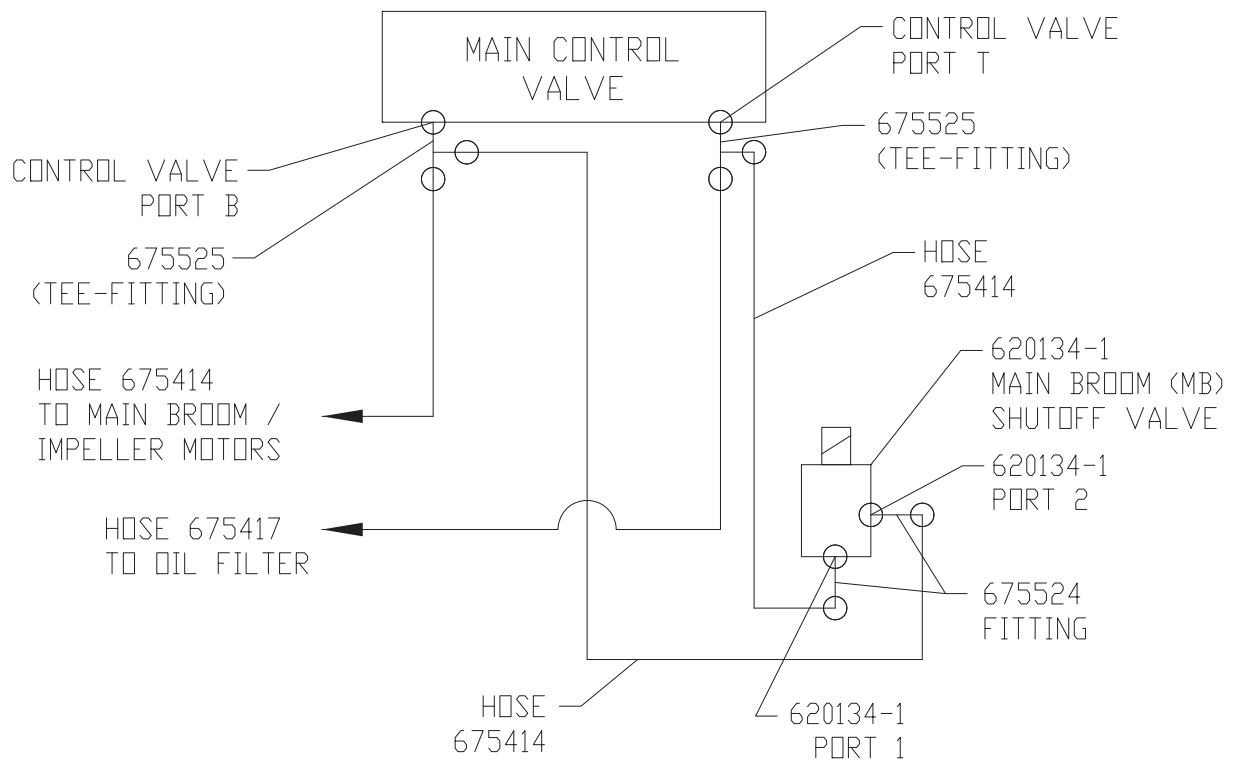 MAIN CONTROL
VALVE
CONTROL VALVE
PORT T
675525
(TEE-FITTING)
CONTROL VALVE
PORT B
675525
(TEE-FITTING)
HOSE
675414
620134-1
MAIN BROOM (MB)
SHUTOFF VALVE
HOSE 675414
TO MAIN BROOM /
IMPELLER MOTORS
620134-1
PORT 2
HOSE 675417
TO OIL FILTER
675524
FITTING
HOSE
675414
620134-1
PORT 1